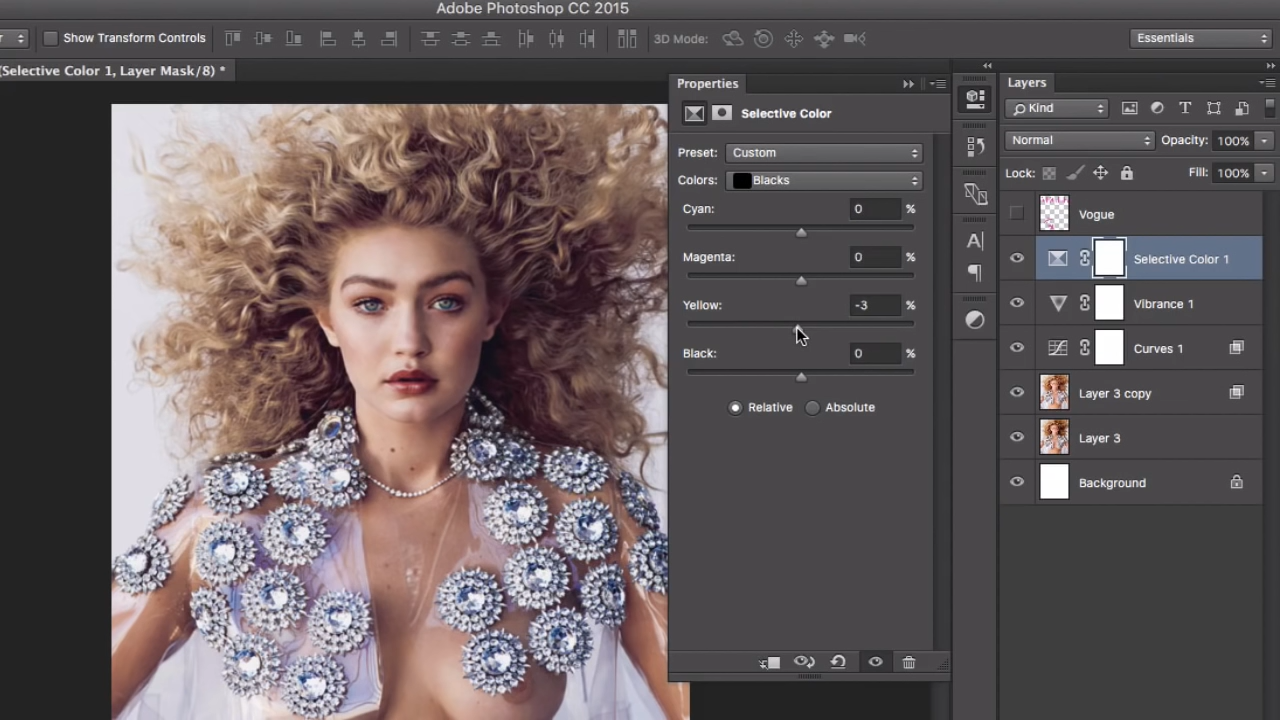 Adobe Photoshop CC 2015
Show Transform Controls
3D Mode:
Essentials
(Selective Color 1, Layer Mask/8) *
Properties
Selective Color
Preset: Custom
Colors: Blacks
Cyan: 0 %
Magenta: 0 %
Yellow: -3 %
Black: 0 %
Relative Absolute
Layers
Kind
Normal Opacity: 100%
Lock: Fill: 100%
Vogue
Selective Color 1
Vibrance 1
Curves 1
Layer 3 copy
Layer 3
Background